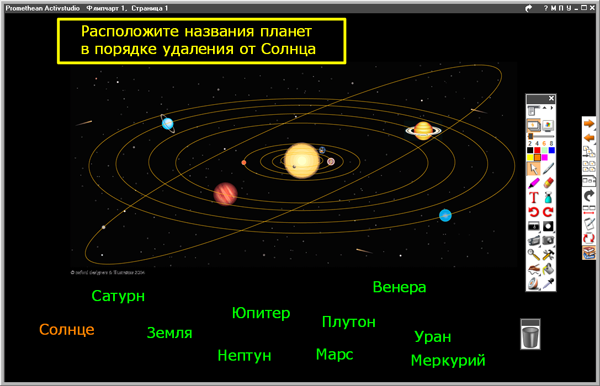 Promethean Activstudio Флипчарт 1, Страница 1
? М П У
Расположите названия планет
в порядке удаления от Солнца
2 4 6 8
T
Венера
Сатурн
Юпитер
Плутон
Солнце
Земля
Уран
Нептун
Марс
Меркурий